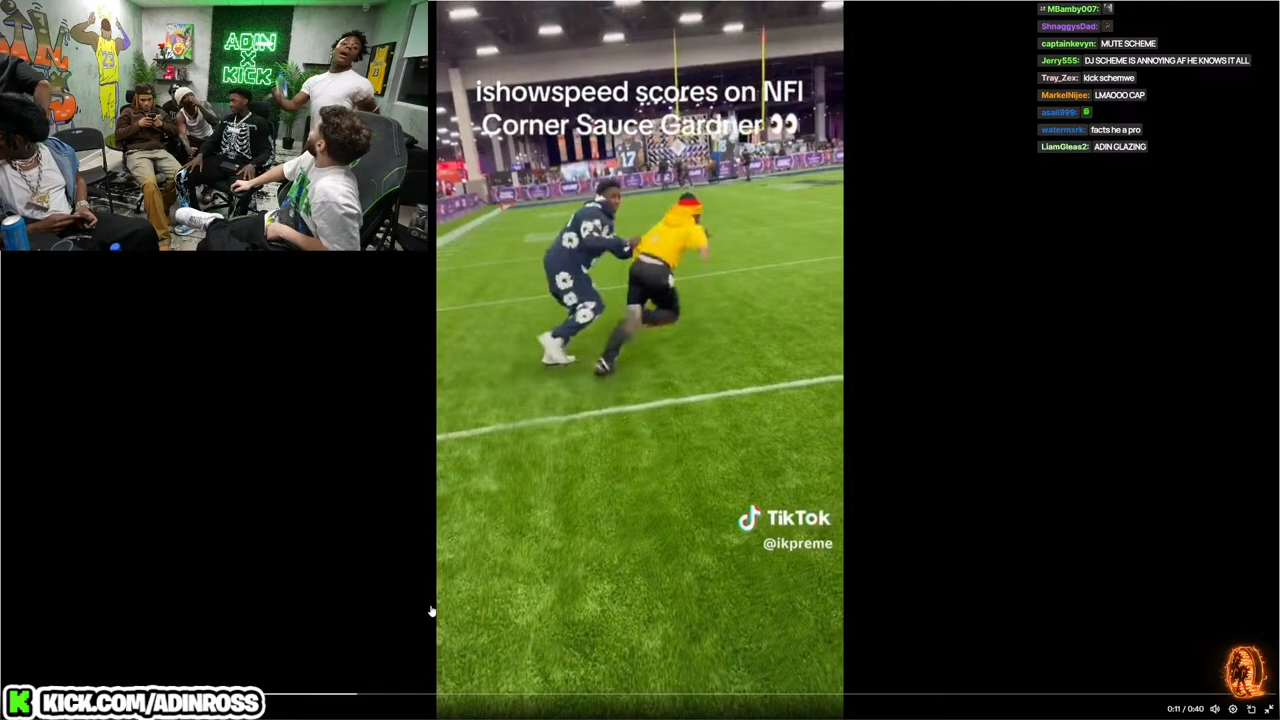 ADIN
X
KICK
ishowspeed scores on NFl
Corner Sauce Gardner 👀
17
TikTok
@ikpreme
MBamby007:
ShnaggysDad:
captainkevyn: MUTE SCHEME
Jerry555: DJ SCHEME IS ANNOYING AF HE KNOWS IT ALL
Tray_Zex: kick schemwe
MarkelNijee: LMAOOO CAP
asail999:
watermxrk: facts he a pro
LiamGleas2: ADIN GLAZING
KICK.COM/ADINROSS
0:11 / 0:40